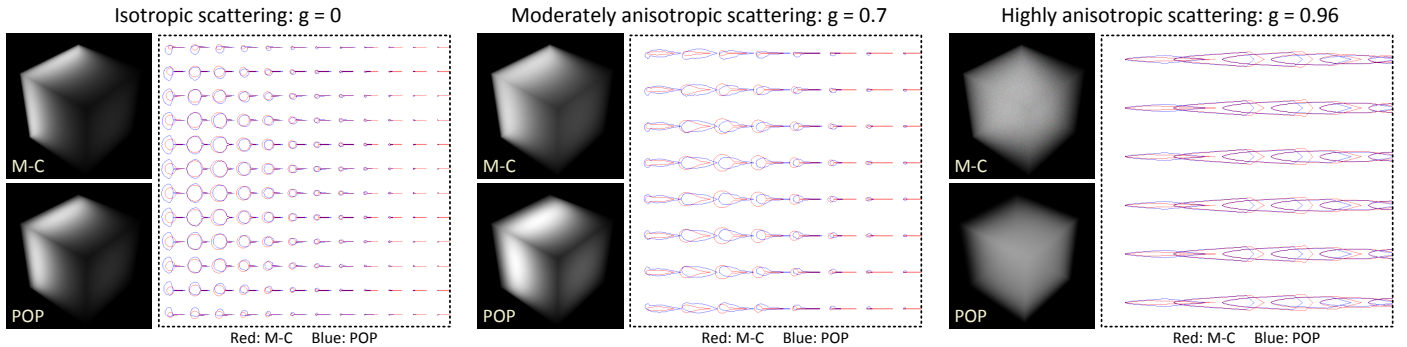 Isotropic scattering: g = 0
M-C
POP
Red: M-C Blue: POP
Moderately anisotropic scattering: g = 0.7
M-C
POP
Red: M-C Blue: POP
Highly anisotropic scattering: g = 0.96
M-C
POP
Red: M-C Blue: POP